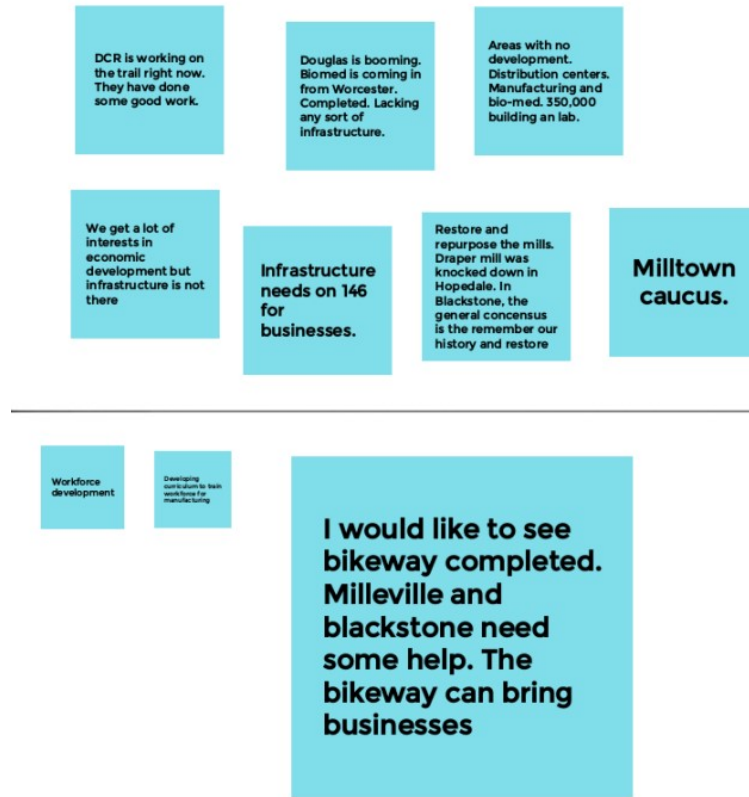 DCR is working on
the trail right now.
They have done
some good work.
Douglas is booming.
Biomed is coming in
from Worcester.
Completed. Lacking
any sort of
infrastructure.
Areas with no
development.
Distribution centers.
Manufacturing and
bio-med. 350,000
building an lab.
We get a lot of
interests in
economic
development but
infrastructure is not
there
Infrastructure
needs on 146
for
businesses.
Restore and
repurpose the mills.
Draper mill was
knocked down in
Hopedale. In
Blackstone, the
general concensus
is the remember our
history and restore
Milltown
caucus.
Workforce
development
Developing
curriculum to train
workforce for
manufacturing
I would like to see
bikeway completed.
Milleville and
blackstone need
some help. The
bikeway can bring
businesses